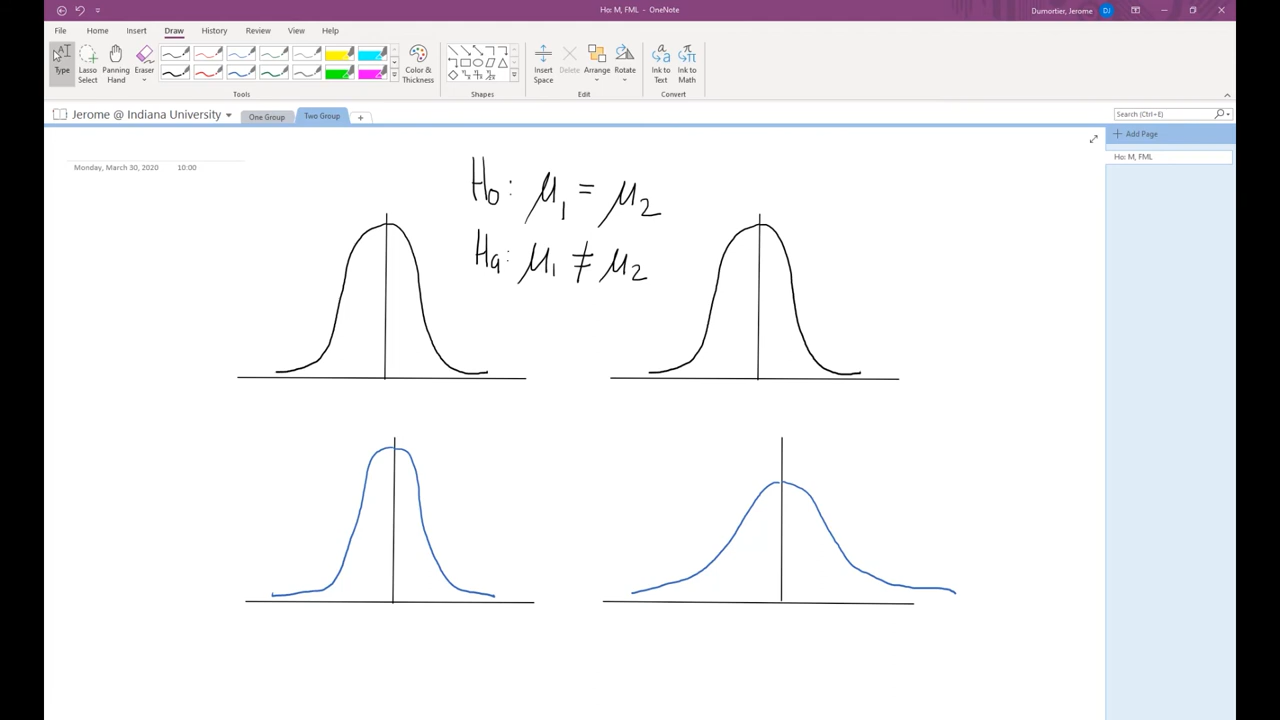 Ho: M, FML - OneNote
Dumortier, Jerome DJ
File Home Insert Draw History Review View Help
Type Lasso Select Panning Hand Eraser Color & Thickness Insert Space Delete Arrange Rotate Ink to Text Ink to Math
Tools Shapes Edit Convert
Jerome @ Indiana University One Group Two Group Search (Ctrl+E)
Add Page
Ho: M, FML
Monday, March 30, 2020 10:00
Ho: μ1 = μ2
Ha: μ1 ≠ μ2